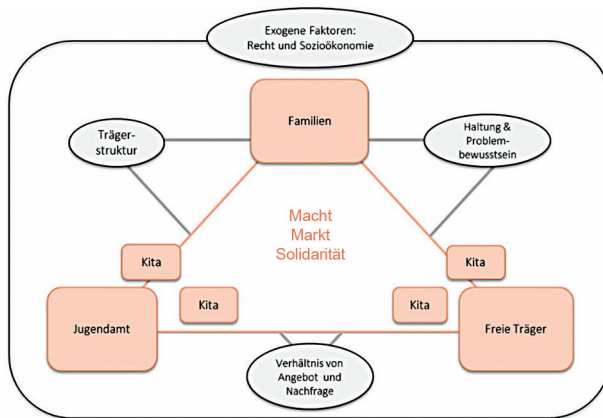 Exogene Faktoren:
Recht und Sozioökonomie
Familien
Träger-
struktur
Haltung &
Problem-
bewusstsein
Macht
Markt
Solidarität
Kita
Kita
Kita
Kita
Jugendamt
Freie Träger
Verhältnis von
Angebot und
Nachfrage